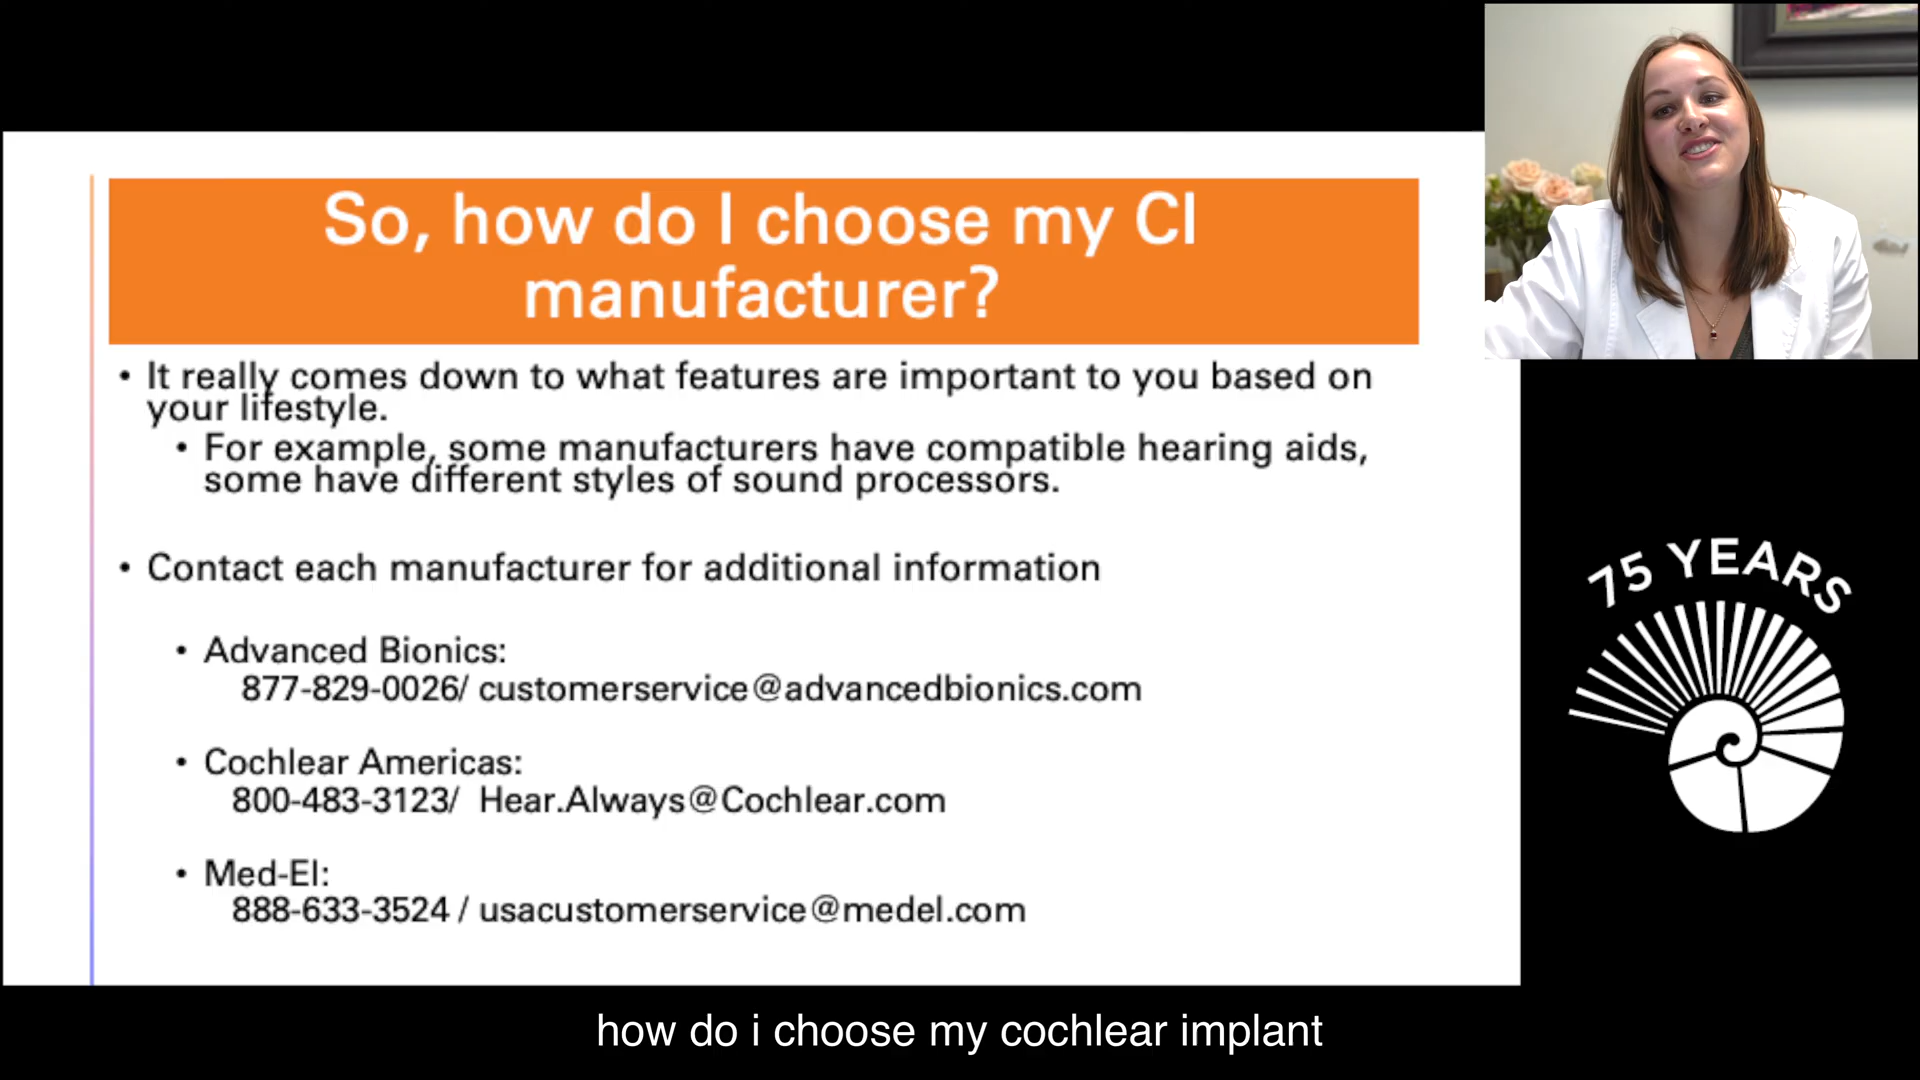 So, how do I choose my CI
manufacturer?
• It really comes down to what features are important to you based on
your lifestyle.
• For example, some manufacturers have compatible hearing aids,
some have different styles of sound processors.
• Contact each manufacturer for additional information
• Advanced Bionics:
877-829-0026/ customerservice@advancedbionics.com
• Cochlear Americas:
800-483-3123/ Hear.Always@Cochlear.com
• Med-El:
888-633-3524 / usacustomerservice@medel.com
75 YEARS
how do i choose my cochlear implant